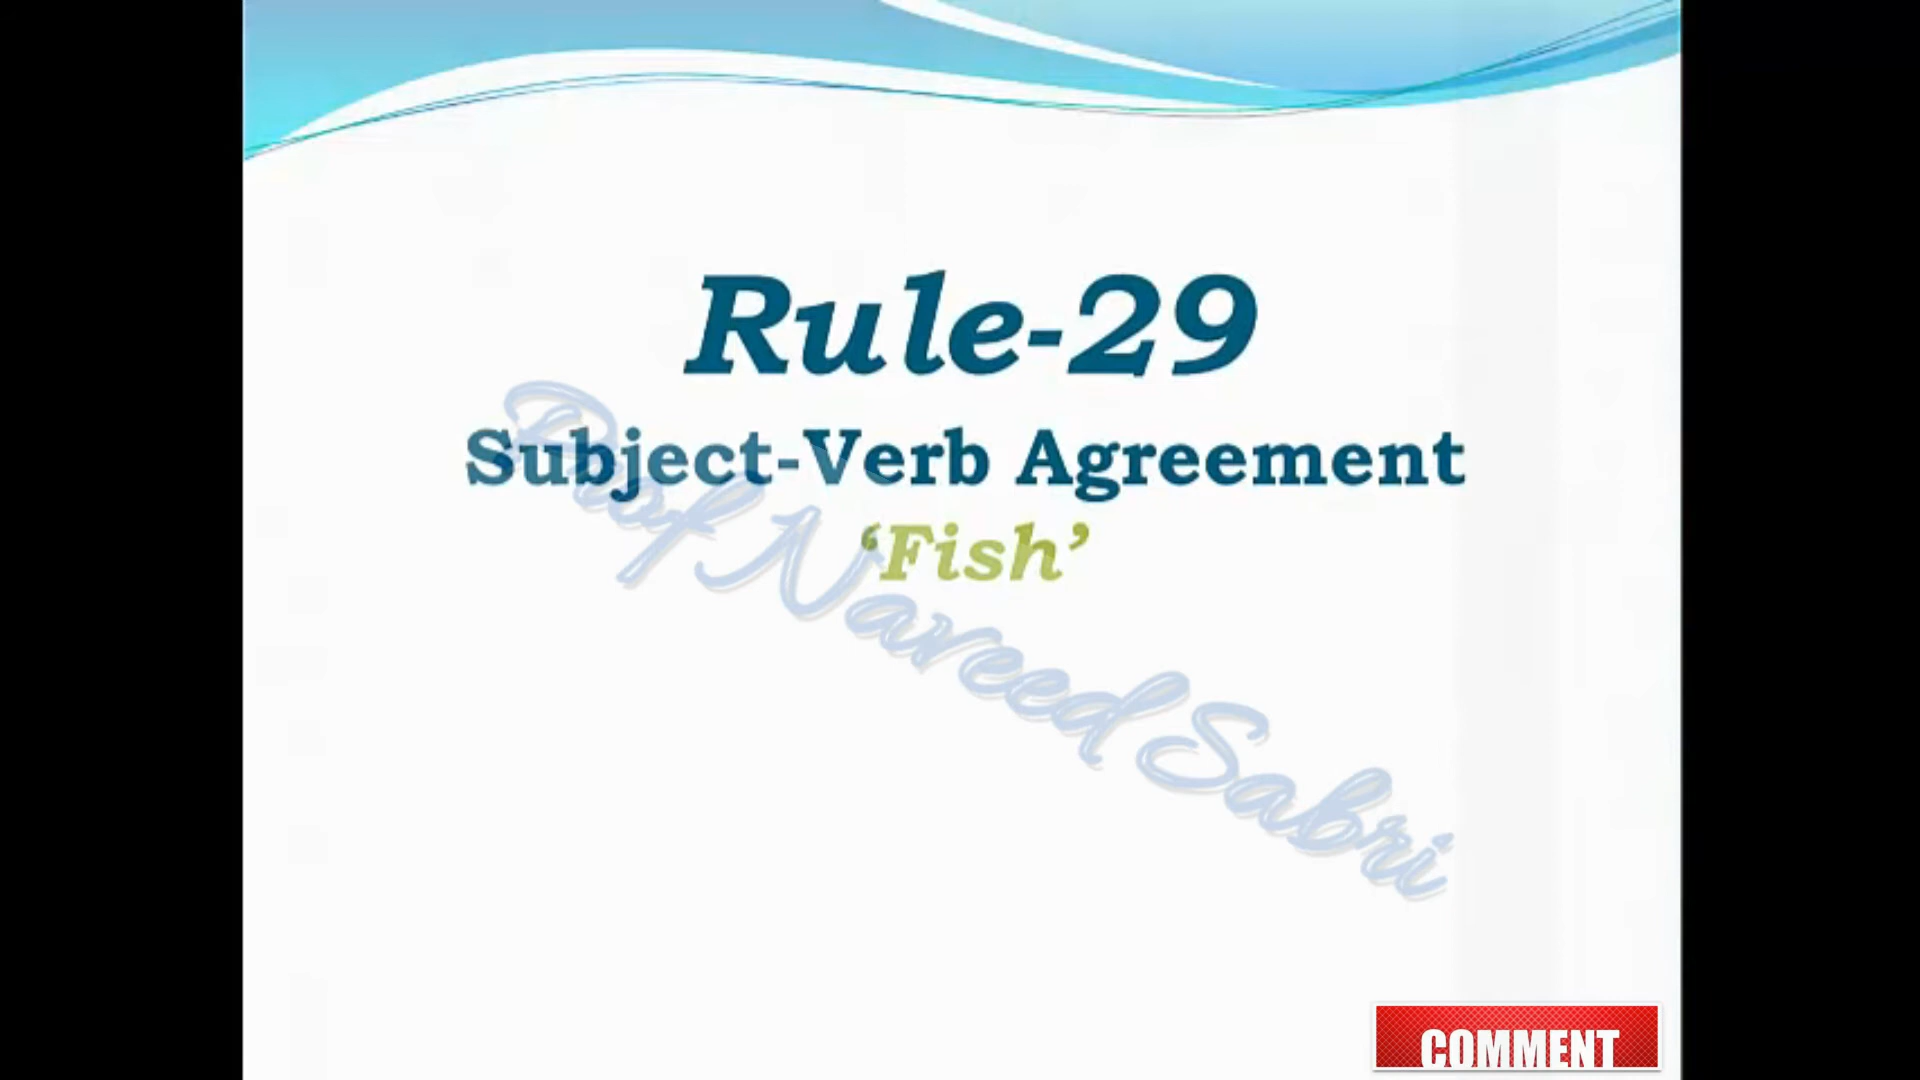 Rule-29
Subject-Verb Agreement
‘Fish’
Prof Naveed Sabri
COMMENT